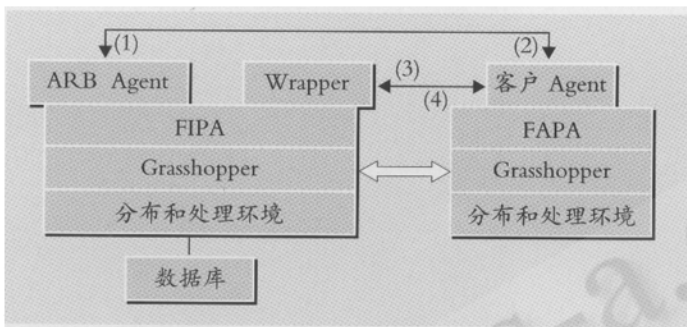 (1)
(2)
ARB Agent
Wrapper
(3)
(4)
客户 Agent
FIPA
FAPA
Grasshopper
Grasshopper
分布和处理环境
分布和处理环境
数据库